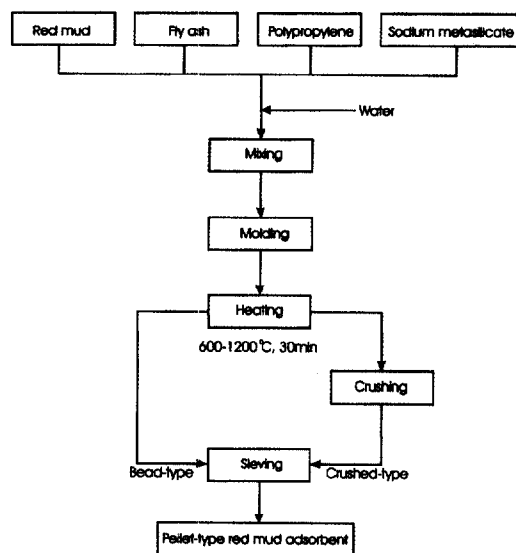 Red mud
Fly ash
Polypropylene
Sodium metasilicate
Water
Mixing
Molding
Heating
600-1200℃, 30min
Crushing
Sieving
Bead-type
Crushed-type
Pellet-type red mud adsorbent